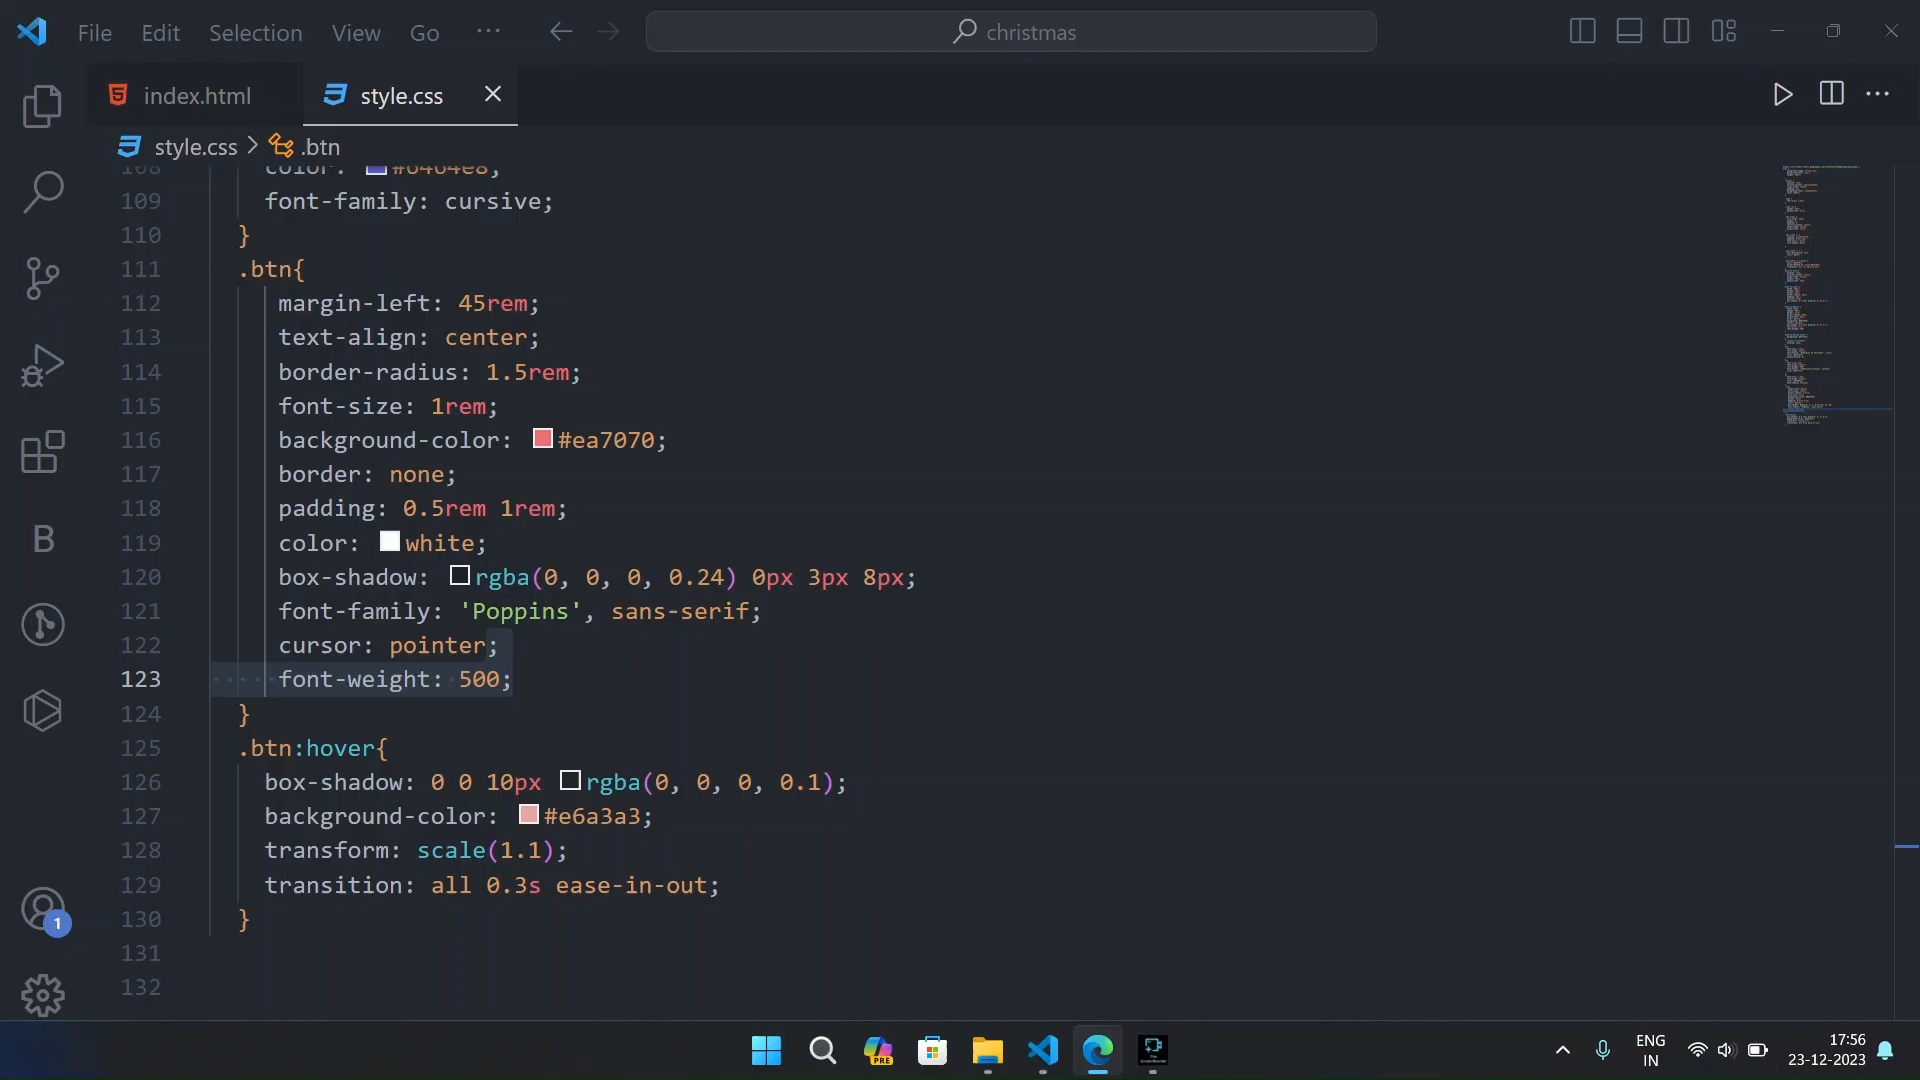 File Edit Selection View Go ... christmas
index.html style.css
style.css > .btn
108 color: #6464e8;
109 font-family: cursive;
110 }
111 .btn{
112 margin-left: 45rem;
113 text-align: center;
114 border-radius: 1.5rem;
115 font-size: 1rem;
116 background-color: #ea7070;
117 border: none;
118 padding: 0.5rem 1rem;
119 color: white;
120 box-shadow: rgba(0, 0, 0, 0.24) 0px 3px 8px;
121 font-family: 'Poppins', sans-serif;
122 cursor: pointer;
123 font-weight: 500;
124 }
125 .btn:hover{
126 box-shadow: 0 0 10px rgba(0, 0, 0, 0.1);
127 background-color: #e6a3a3;
128 transform: scale(1.1);
129 transition: all 0.3s ease-in-out;
130 }
131
132
B
1
PRE
ENG
IN
17:56
23-12-2023